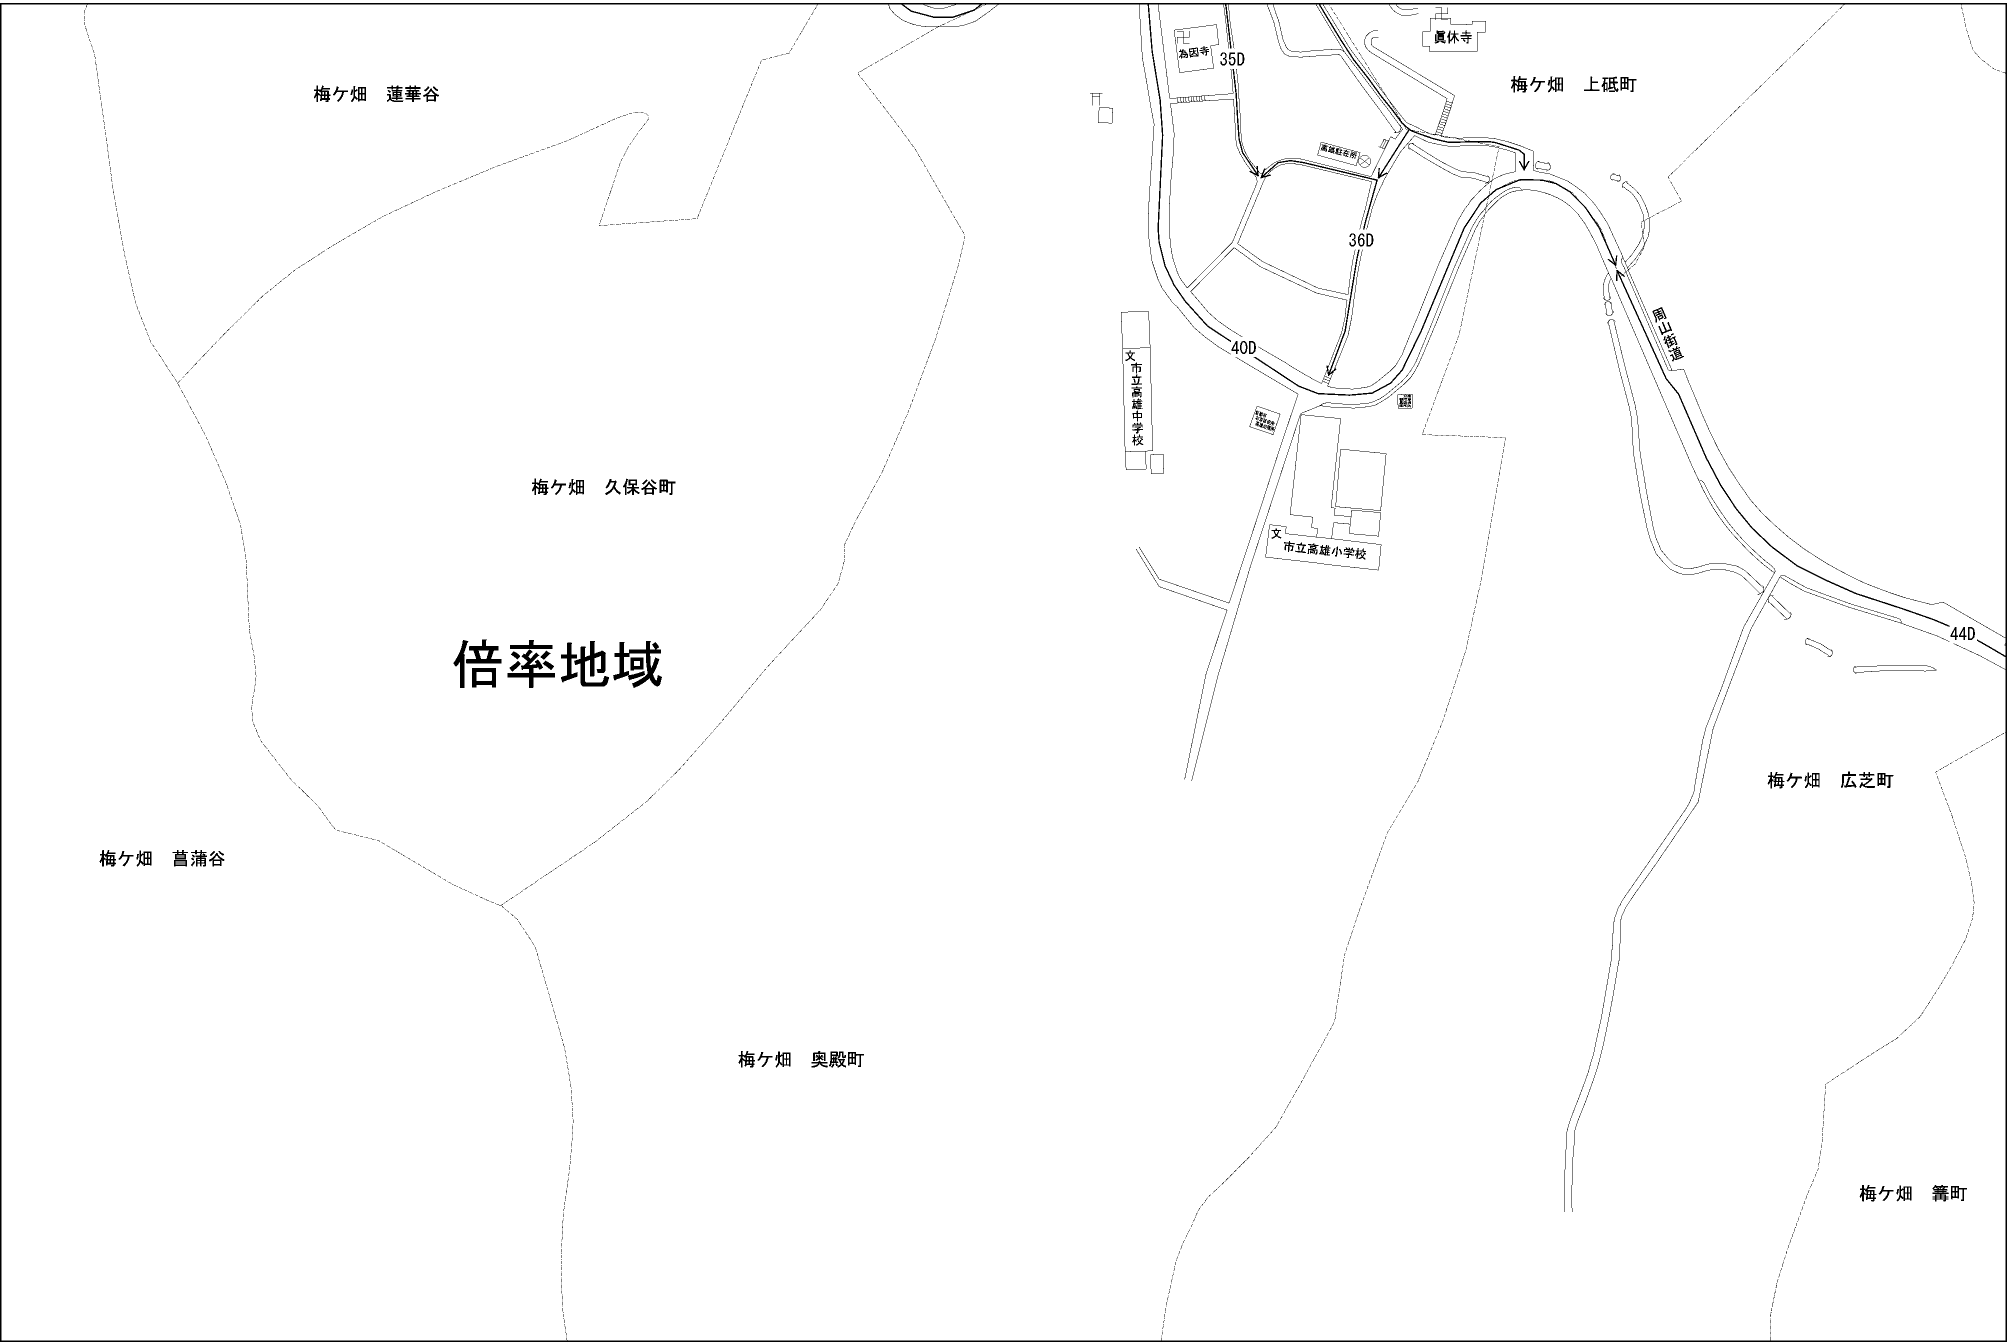 眞休寺
為因寺
35D
梅ケ畑　上砥町
梅ケ畑　蓮華谷
高雄駐在所
36D
周山街道
40D
文
市立高雄中学校
梅ケ畑　久保谷町
文
市立高雄小学校
44D
倍率地域
梅ケ畑　広芝町
梅ケ畑　菖蒲谷
梅ケ畑　奥殿町
梅ケ畑　篝町